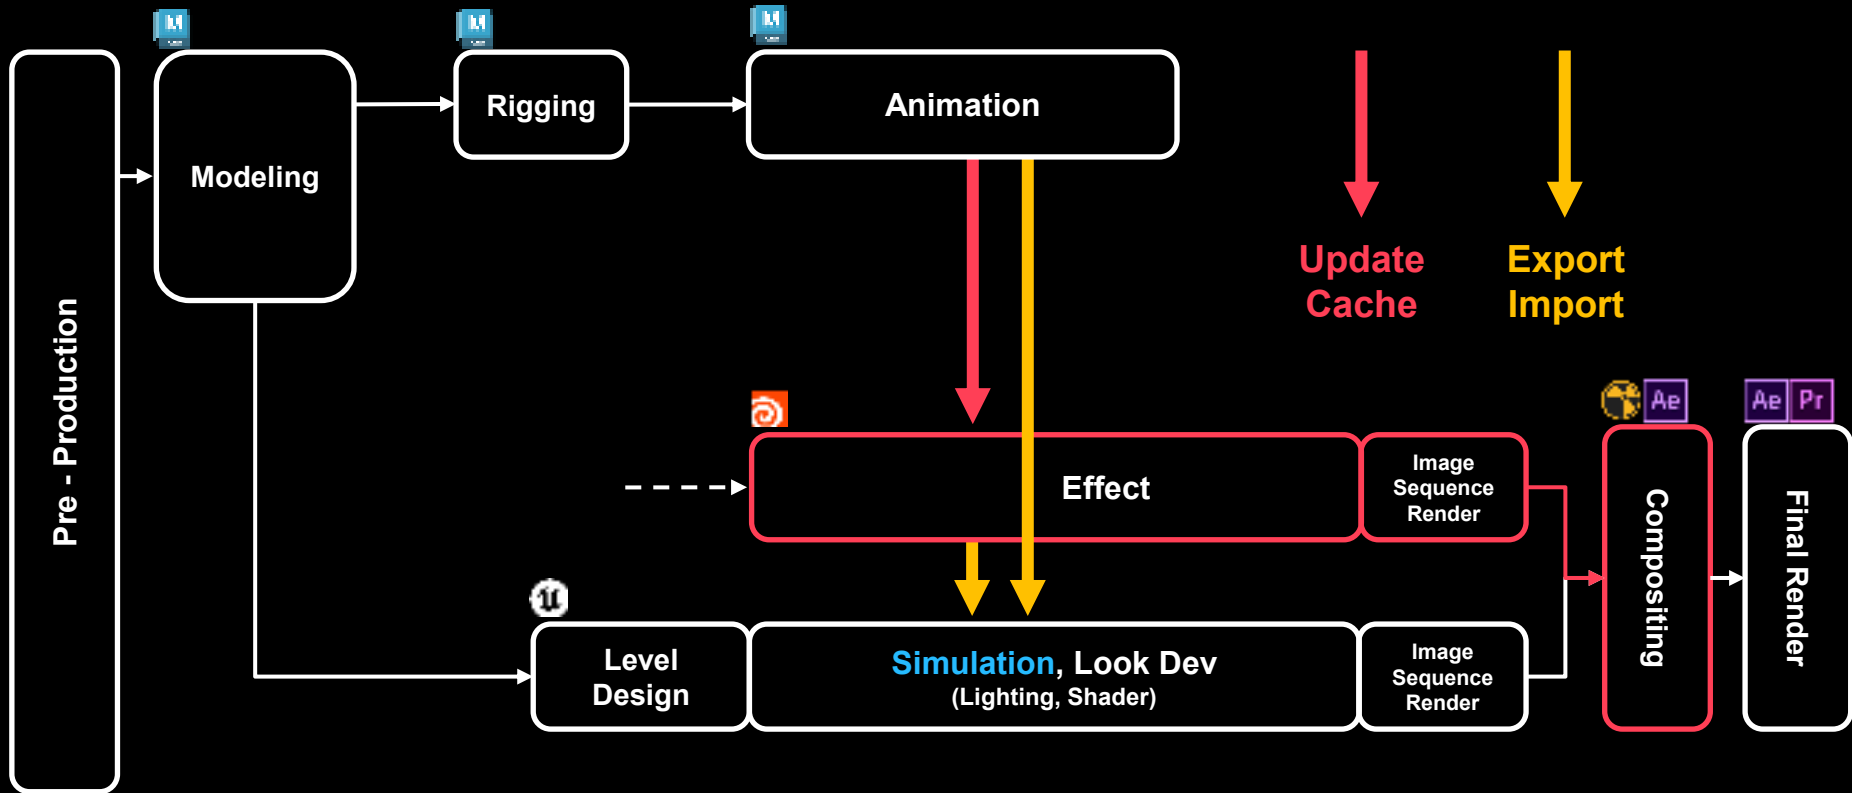 Pre - Production
M
Modeling
M
Rigging
M
Animation
Update
Cache
Export
Import
Effect
Image
Sequence
Render
Level
Design
Simulation, Look Dev
(Lighting, Shader)
Image
Sequence
Render
Ae
Compositing
Ae
Pr
Final Render